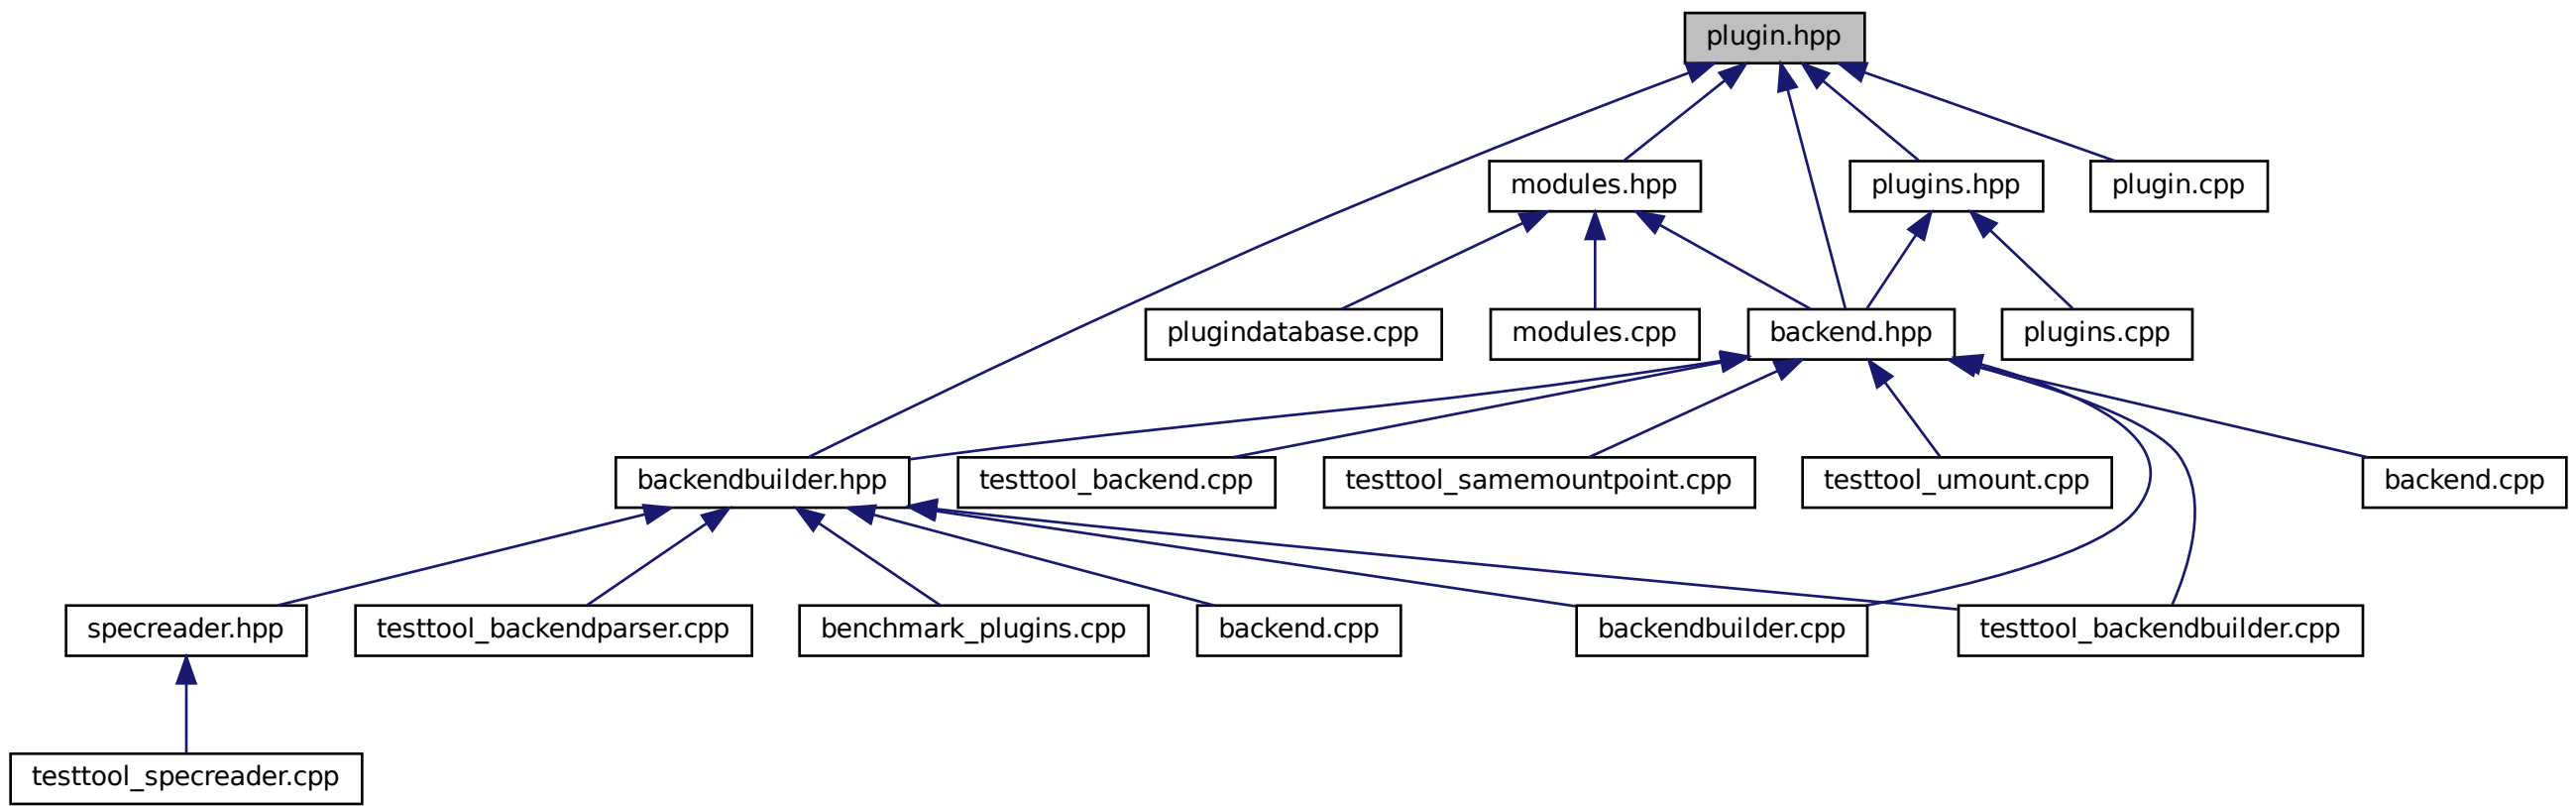 plugin.hpp
modules.hpp
plugins.hpp
plugin.cpp
plugindatabase.cpp
modules.cpp
backend.hpp
plugins.cpp
backendbuilder.hpp
testtool_backend.cpp
testtool_samemountpoint.cpp
testtool_umount.cpp
backend.cpp
specreader.hpp
testtool_backendparser.cpp
benchmark_plugins.cpp
backend.cpp
backendbuilder.cpp
testtool_backendbuilder.cpp
testtool_specreader.cpp